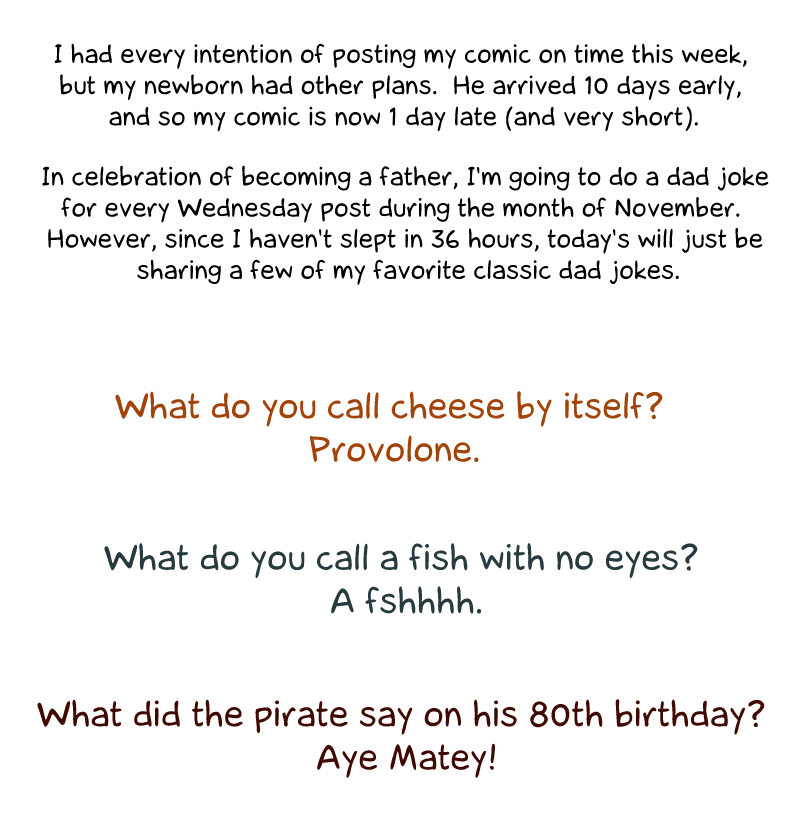 I had every intention of posting my comic on time this week,
but my newborn had other plans. He arrived 10 days early,
and so my comic is now 1 day late (and very short).
In celebration of becoming a father, I'm going to do a dad joke
for every Wednesday post during the month of November.
However, since I haven't slept in 36 hours, today's will just be
sharing a few of my favorite classic dad jokes.
What do you call cheese by itself?
Provolone.
What do you call a fish with no eyes?
A fshhhh.
What did the pirate say on his 80th birthday?
Aye Matey!